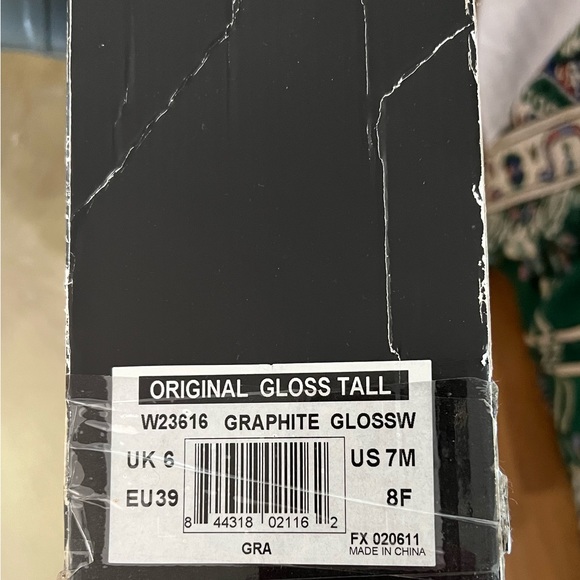 ORIGINAL GLOSS TALL
W23616 GRAPHITE GLOSSW
UK 6
US 7M
EU39
8F
8 44318 02116 2
GRA
FX 020611
MADE IN CHINA